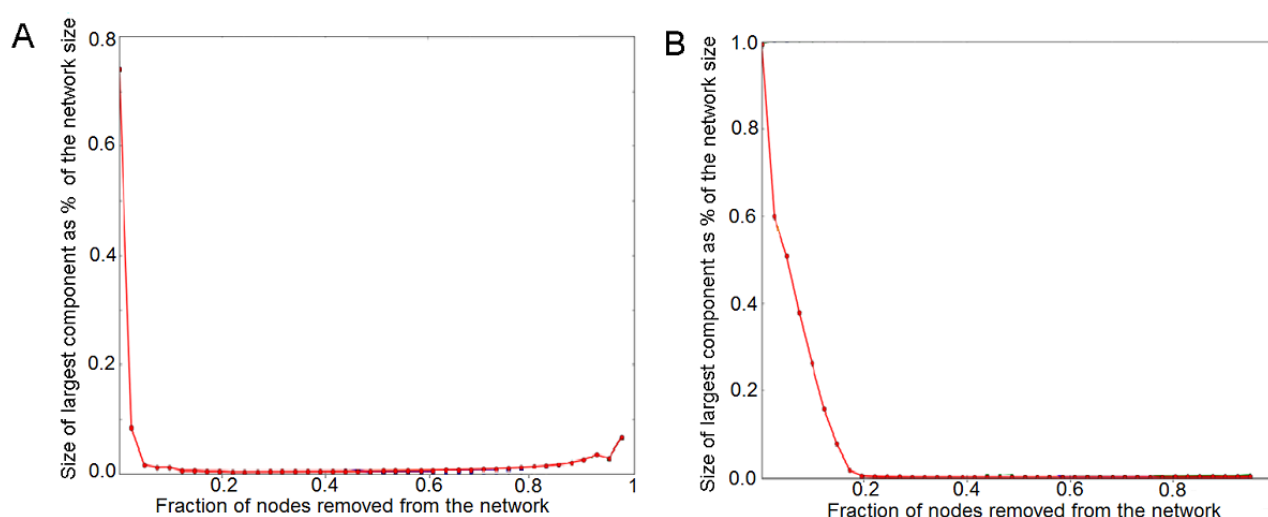 A
Size of largest component as % of the network size
0.8
0.6
0.4
0.2
0.0
0.2 0.4 0.6 0.8 1
Fraction of nodes removed from the network
B
Size of largest component as % of the network size
1.0
0.8
0.6
0.4
0.2
0.0
0.2 0.4 0.6 0.8
Fraction of nodes removed from the network